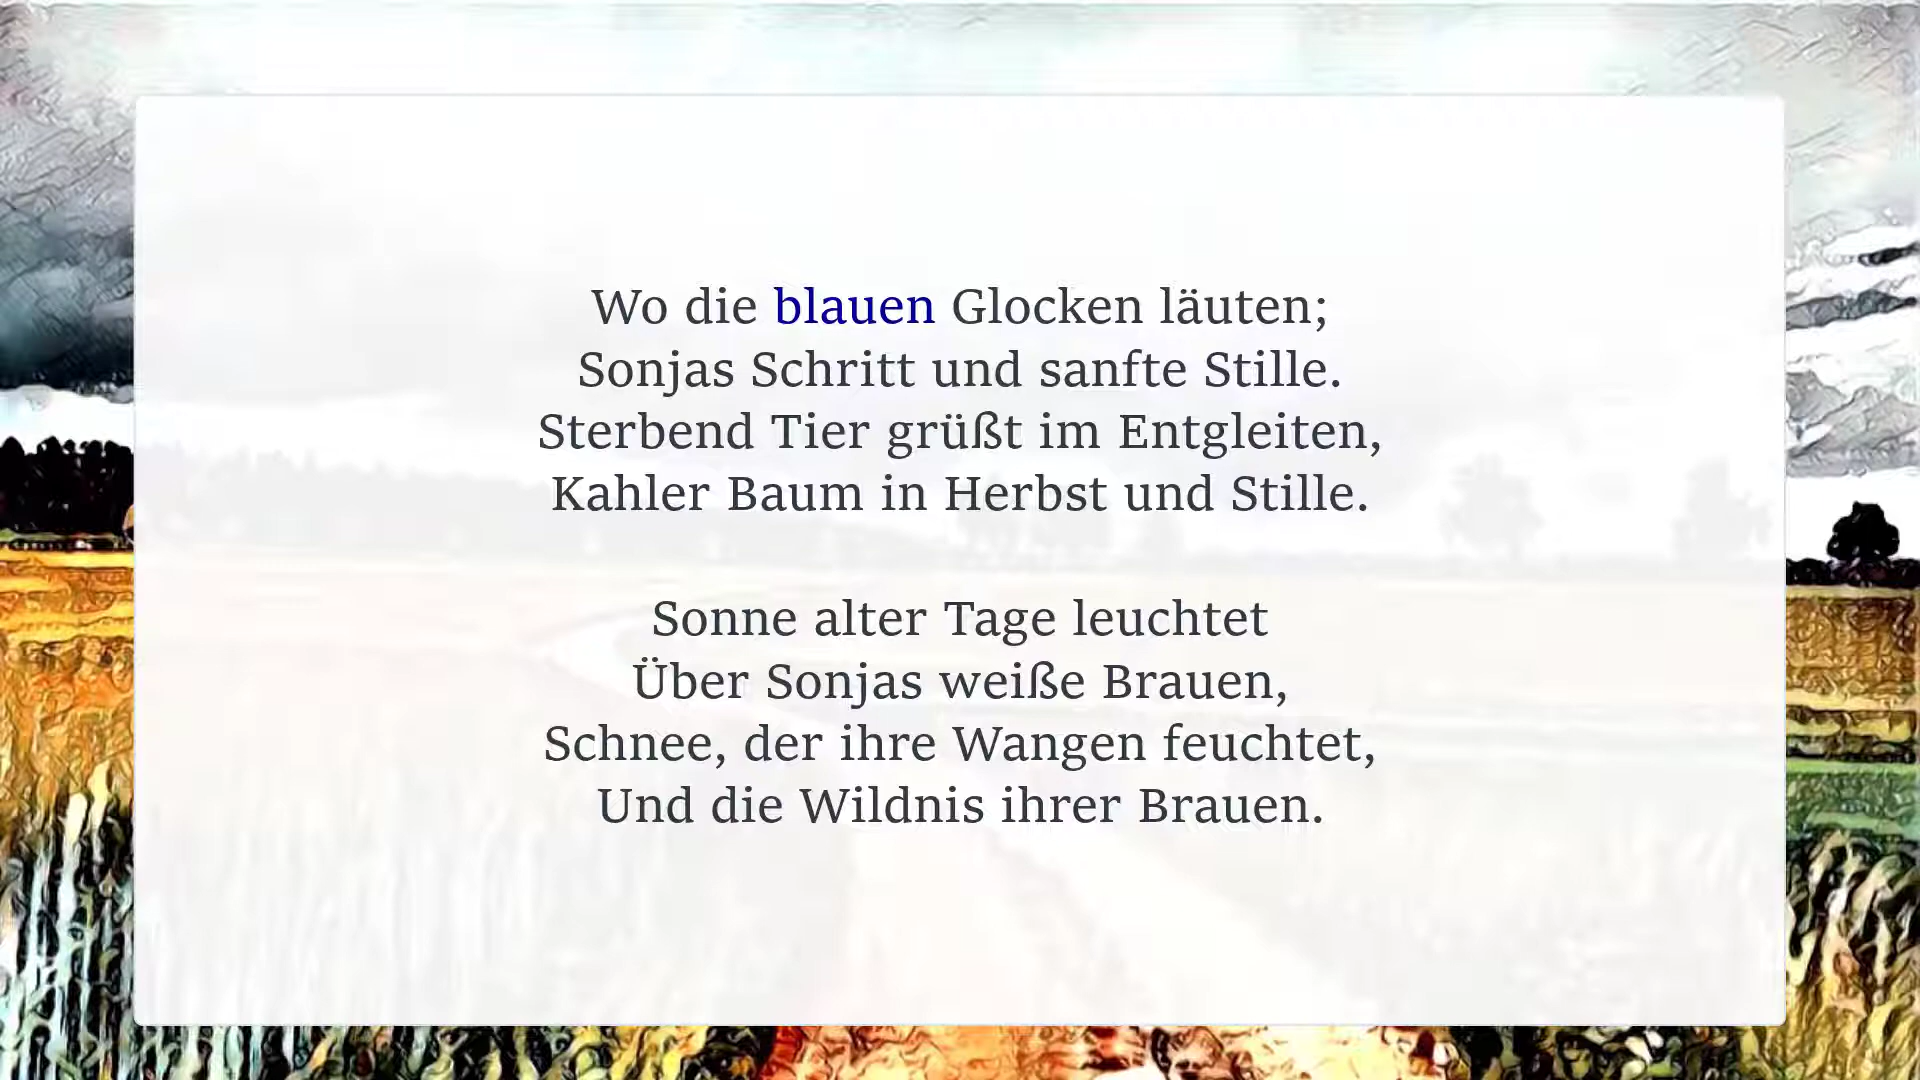 Wo die blauen Glocken läuten;
Sonjas Schritt und sanfte Stille.
Sterbend Tier grüßt im Entgleiten,
Kahler Baum in Herbst und Stille.
Sonne alter Tage leuchtet
Über Sonjas weiße Brauen,
Schnee, der ihre Wangen feuchtet,
Und die Wildnis ihrer Brauen.